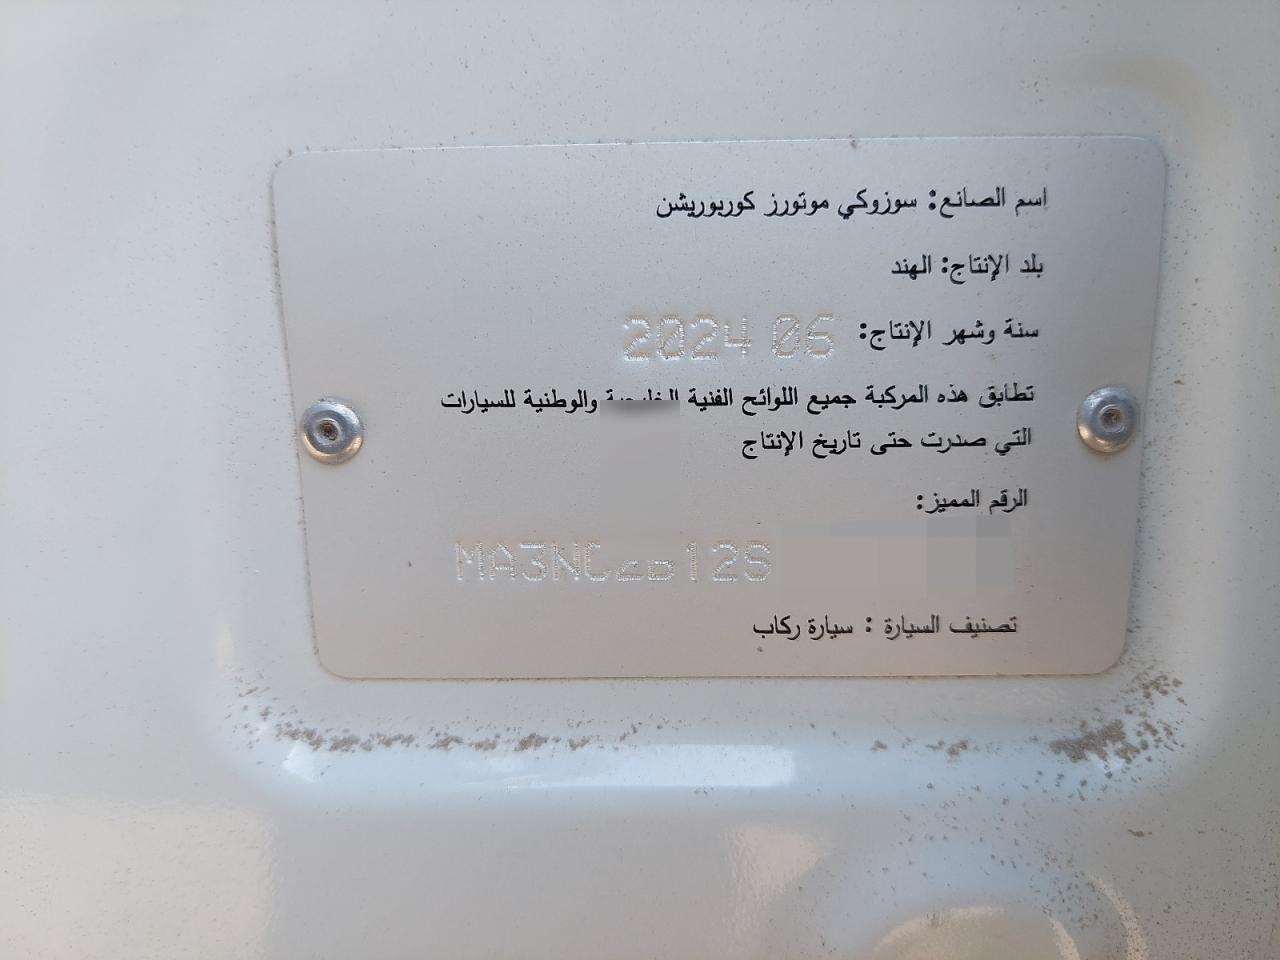 اسم الصانع: سوزوكي موتورز كوربوريشن
بلد الإنتاج: الهند
سنة وشهر الإنتاج: 2024 06
تطابق هذه المركبة جميع اللوائح الفنية والوطنية للسيارات
التي صدرت حتى تاريخ الإنتاج
الرقم المميز:
تصنيف السيارة : سيارة ركاب